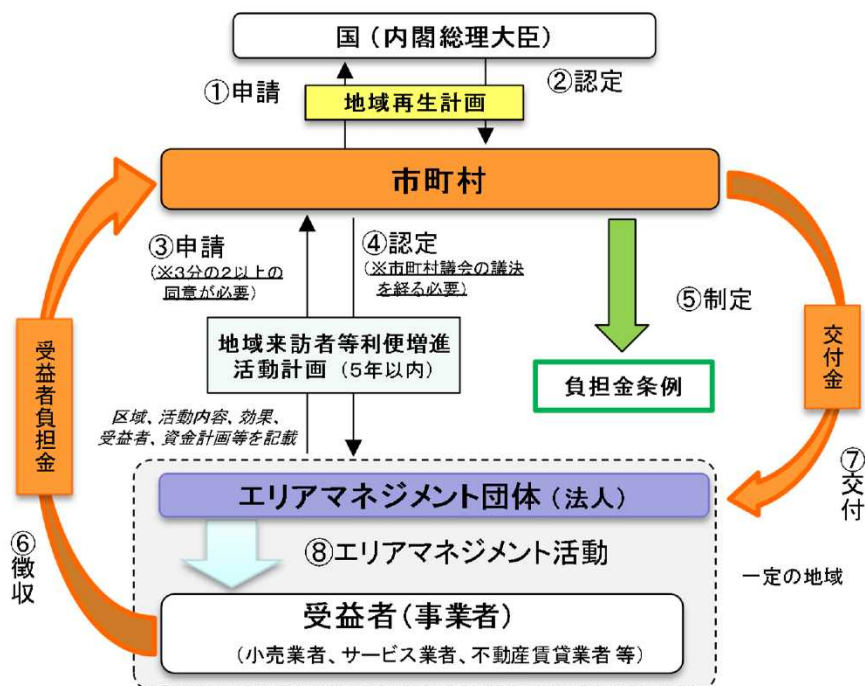 国(内閣総理大臣)
①申請
②認定
地域再生計画
市町村
③申請
(※3分の2以上の
同意が必要)
④認定
(※市町村議会の議決
を経る必要)
⑤制定
地域来訪者等利便増進
活動計画(5年以内)
負担金条例
区域、活動内容、効果、
受益者、資金計画等を記載
受益者負担金
交付金
⑦交付
エリアマネジメント団体(法人)
⑧エリアマネジメント活動
一定の地域
⑥徴収
受益者(事業者)
(小売業者、サービス業者、不動産賃貸業者 等)